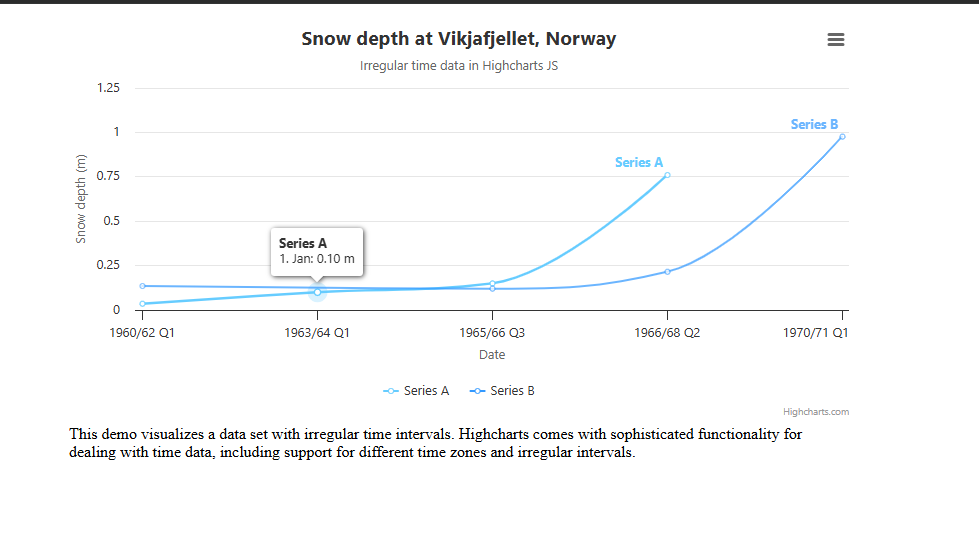 Snow depth at Vikjafjellet, Norway
Irregular time data in Highcharts JS
1.25
1
0.75
0.5
0.25
0
Snow depth (m)
Series B
Series A
Series A
1. Jan: 0.10 m
1960/62 Q1 1963/64 Q1 1965/66 Q3 1966/68 Q2 1970/71 Q1
Date
Series A Series B
Highcharts.com
This demo visualizes a data set with irregular time intervals. Highcharts comes with sophisticated functionality for
dealing with time data, including support for different time zones and irregular intervals.